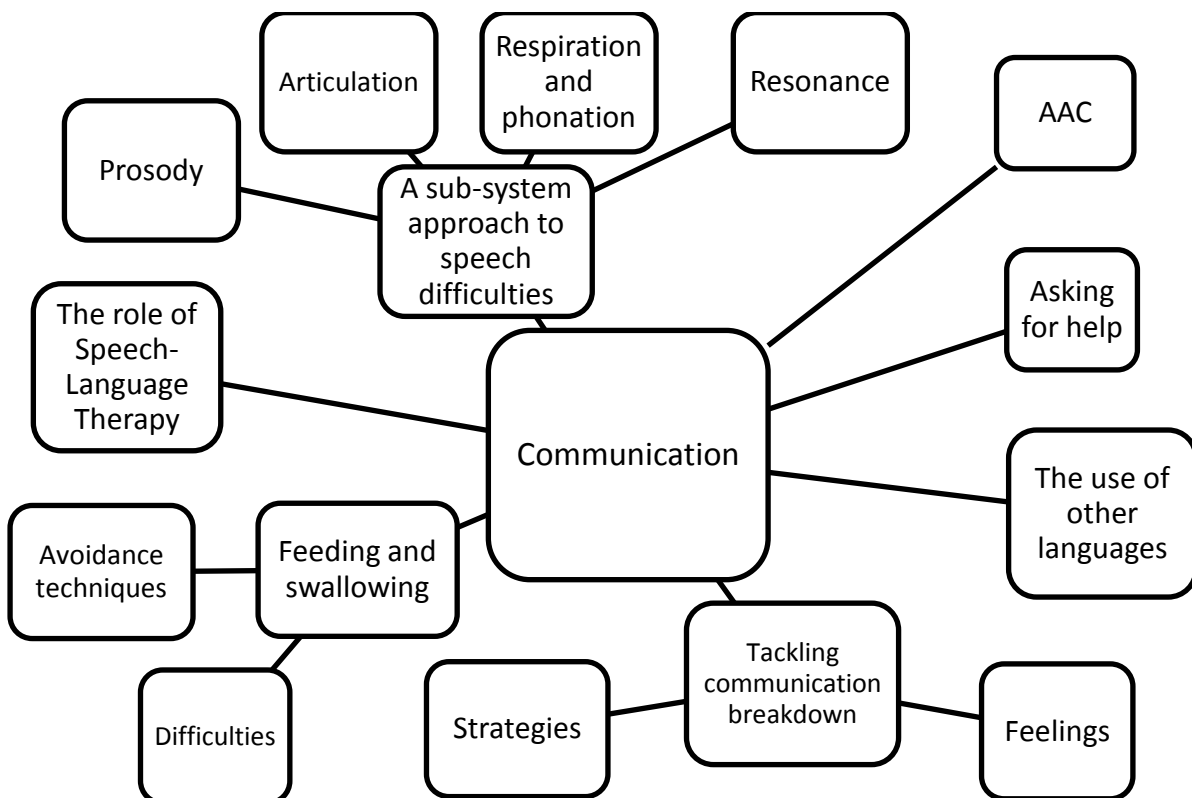 Articulation
Respiration
and
phonation
Resonance
AAC
Prosody
A sub-system
approach to
speech
difficulties
Asking
for help
The role of
Speech-
Language
Therapy
Communication
The use of
other
languages
Avoidance
techniques
Feeding and
swallowing
Tackling
communication
breakdown
Difficulties
Strategies
Feelings